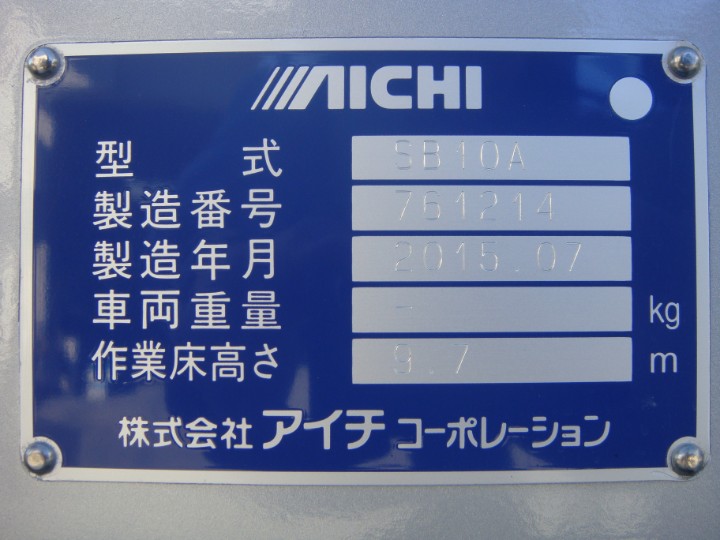 AICHI
型式 SB10A
製造番号 761214
製造年月 2015.07
車両重量 - kg
作業床高さ 9.7 m
株式会社 アイチ コーポレーション